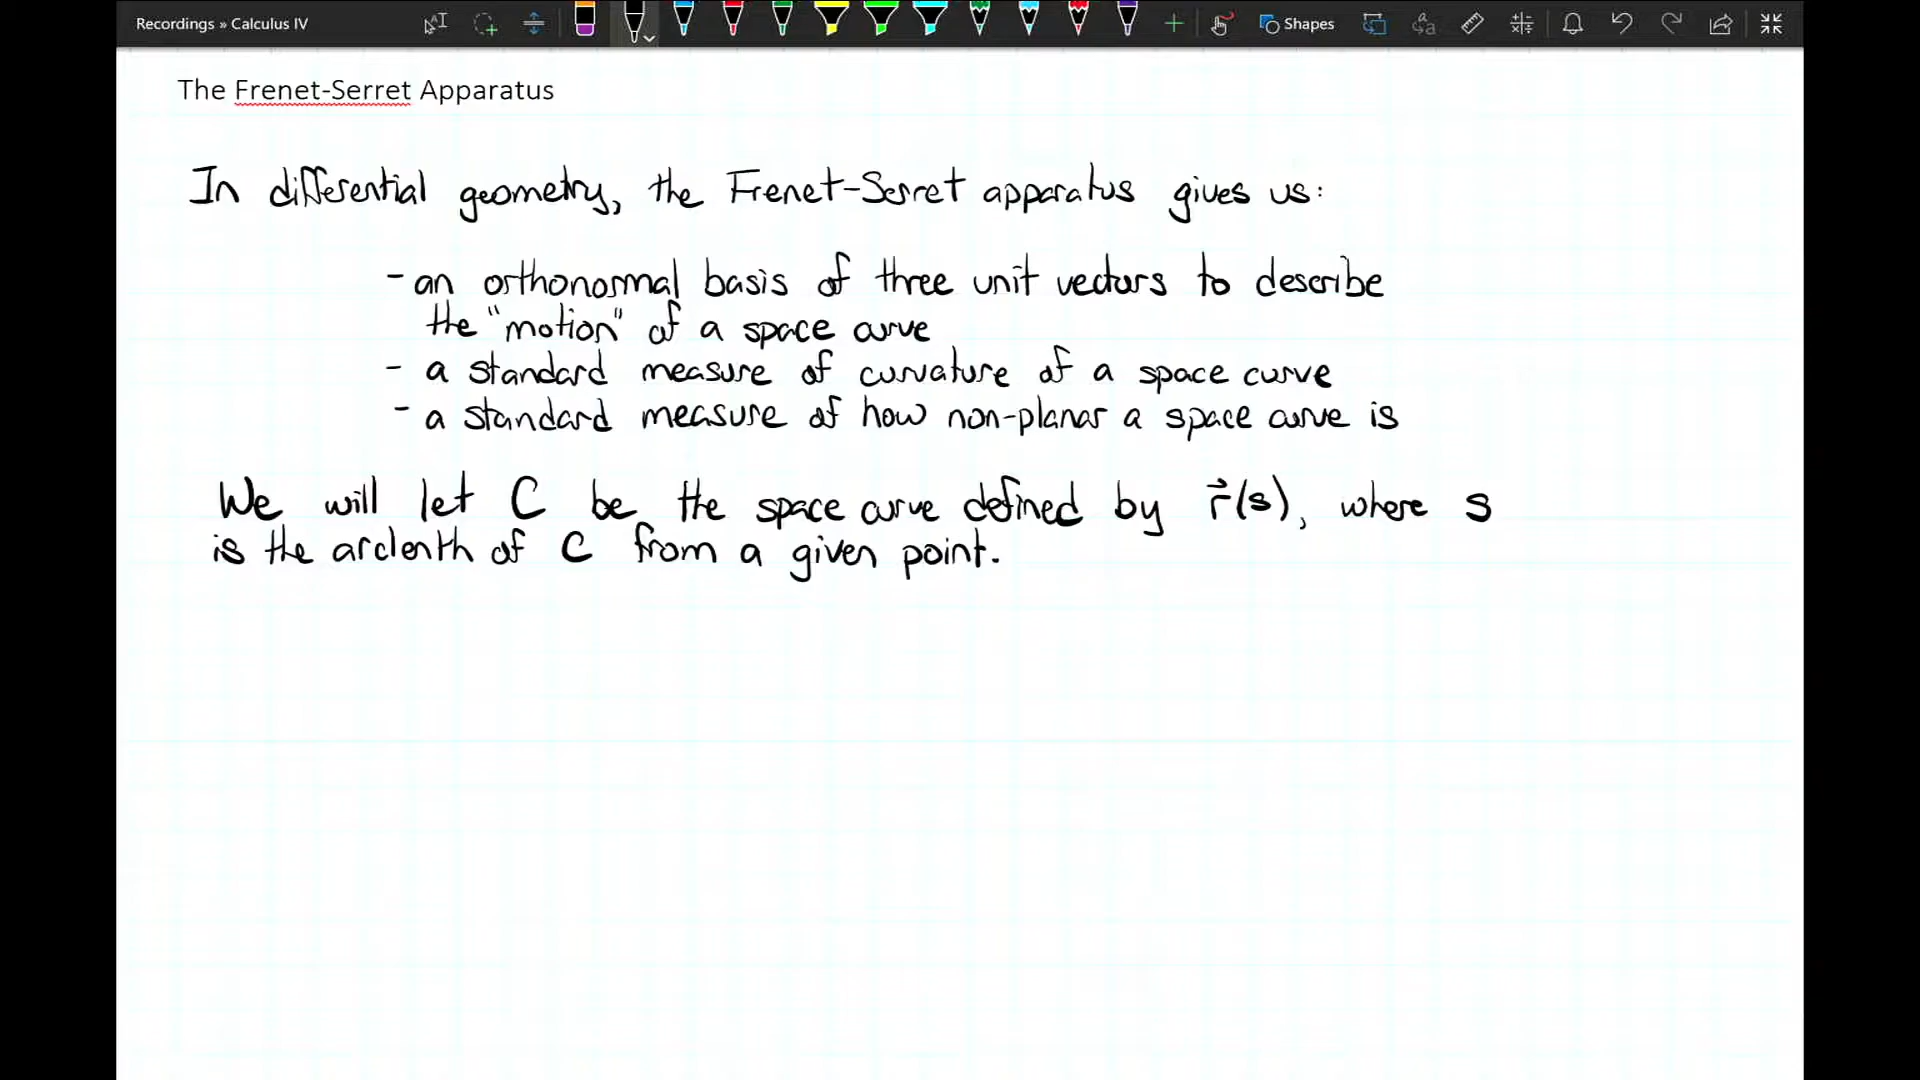 Recordings » Calculus IV
Shapes
The Frenet-Serret Apparatus
In differential geometry, the Frenet-Serret apparatus gives us:
- an orthonormal basis of three unit vectors to describe
the "motion" of a space curve
- a standard measure of curvature of a space curve
- a standard measure of how non-planar a space curve is
We will let C be the space curve defined by r⃗(s), where s
is the arclenth of C from a given point.